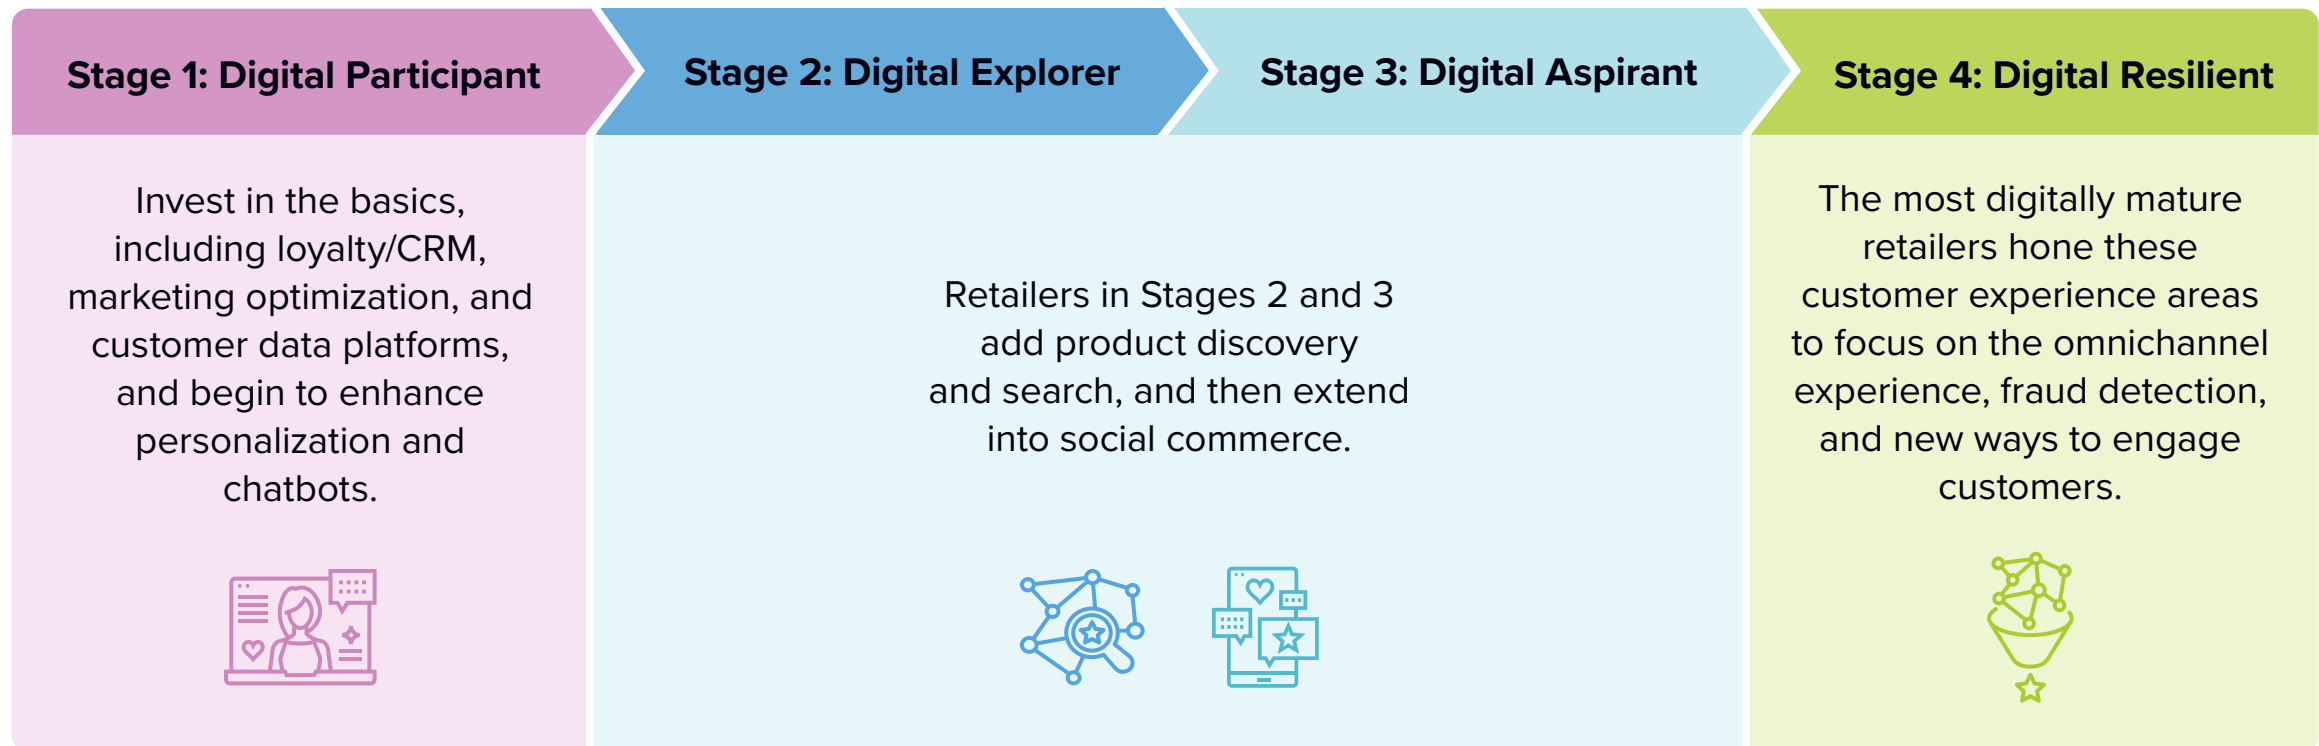 Stage 1: Digital Participant
Stage 2: Digital Explorer
Stage 3: Digital Aspirant
Stage 4: Digital Resilient
Invest in the basics,
including loyalty/CRM,
marketing optimization, and
customer data platforms,
and begin to enhance
personalization and
chatbots.
Retailers in Stages 2 and 3
add product discovery
and search, and then extend
into social commerce.
The most digitally mature
retailers hone these
customer experience areas
to focus on the omnichannel
experience, fraud detection,
and new ways to engage
customers.